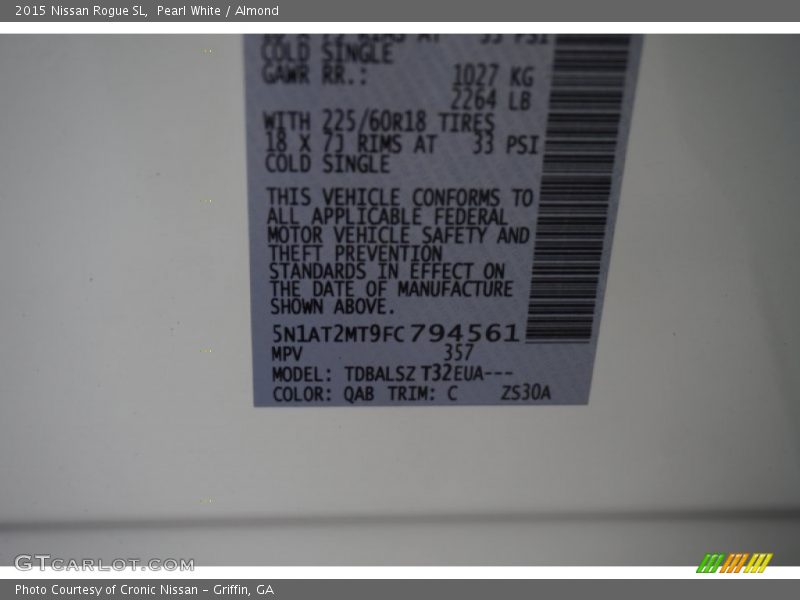 2015 Nissan Rogue SL, Pearl White / Almond
COLD SINGLE
GAWR RR.: 1027 KG
2264 LB
WITH 225/60R18 TIRES
18 X 7J RIMS AT 33 PSI
COLD SINGLE
THIS VEHICLE CONFORMS TO
ALL APPLICABLE FEDERAL
MOTOR VEHICLE SAFETY AND
THEFT PREVENTION
STANDARDS IN EFFECT ON
THE DATE OF MANUFACTURE
SHOWN ABOVE.
5N1AT2MT9FC794561
MPV 357
MODEL: TDBALSZ T32EUA---
COLOR: QAB TRIM: C ZS30A
GTCARLOT.COM
Photo Courtesy of Cronic Nissan - Griffin, GA